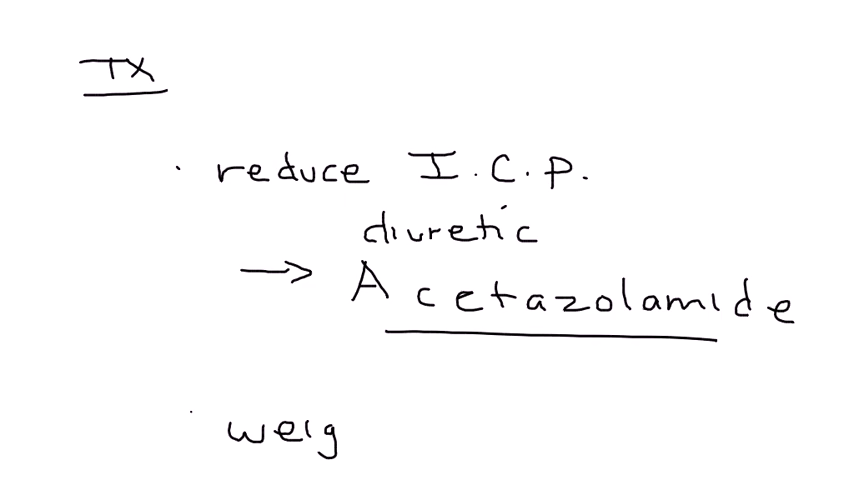 TX
· reduce I.C.P.
diuretic
→ Acetazolamide
· weig